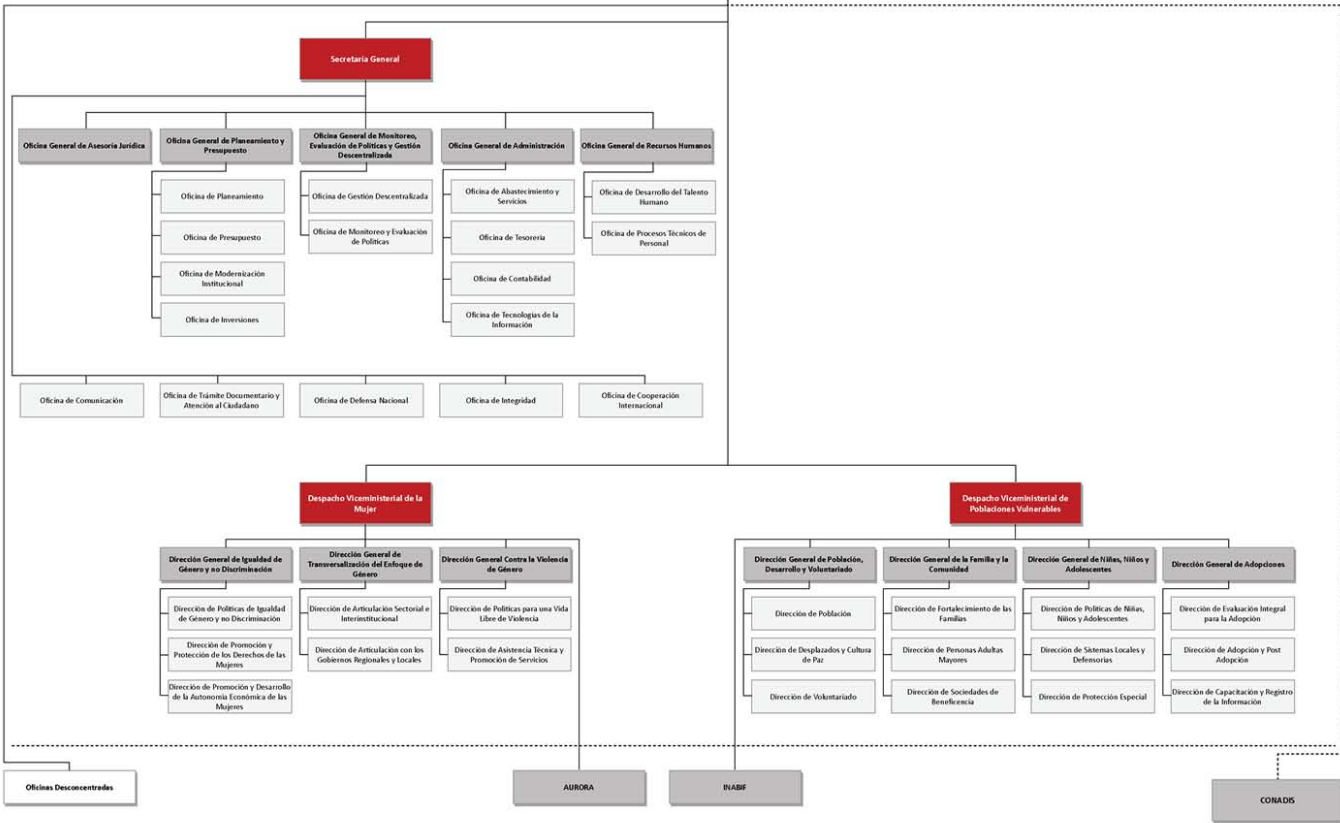 Secretaría General
Oficina General de Asesoría Jurídica
Oficina General de Planeamiento y
Presupuesto
Oficina General de Monitoreo,
Evaluación de Políticas y Gestión
Descentralizada
Oficina General de Administración
Oficina General de Recursos Humanos
Oficina de Planeamiento
Oficina de Presupuesto
Oficina de Modernización
Institucional
Oficina de Inversiones
Oficina de Gestión Descentralizada
Oficina de Monitoreo y Evaluación
de Políticas
Oficina de Abastecimiento y
Servicios
Oficina de Tesorería
Oficina de Contabilidad
Oficina de Tecnologías de la
Información
Oficina de Desarrollo del Talento
Humano
Oficina de Procesos Técnicos de
Personal
Oficina de Comunicación
Oficina de Trámite Documentario y
Atención al Ciudadano
Oficina de Defensa Nacional
Oficina de Integridad
Oficina de Cooperación
Internacional
Despacho Viceministerial de la
Mujer
Despacho Viceministerial de
Poblaciones Vulnerables
Dirección General de Igualdad de
Género y no Discriminación
Dirección General de
Transversalización del Enfoque de
Género
Dirección General Contra la Violencia
de Género
Dirección de Políticas de Igualdad
de Género y no Discriminación
Dirección de Promoción y
Protección de los Derechos de las
Mujeres
Dirección de Promoción y Desarrollo
de la Autonomía Económica de las
Mujeres
Dirección de Articulación Sectorial e
Interinstitucional
Dirección de Articulación con los
Gobiernos Regionales y Locales
Dirección de Políticas para una Vida
Libre de Violencia
Dirección de Asistencia Técnica y
Promoción de Servicios
Dirección General de Población,
Desarrollo y Voluntariado
Dirección General de la Familia y la
Comunidad
Dirección General de Niñas, Niños y
Adolescentes
Dirección General de Adopciones
Dirección de Población
Dirección de Desplazados y Cultura
de Paz
Dirección de Voluntariado
Dirección de Fortalecimiento de las
Familias
Dirección de Personas Adultas
Mayores
Dirección de Sociedades de
Beneficencia
Dirección de Políticas de Niñas,
Niños y Adolescentes
Dirección de Sistemas Locales y
Defensorías
Dirección de Protección Especial
Dirección de Evaluación Integral
para la Adopción
Dirección de Adopción y Post
Adopción
Dirección de Capacitación y Registro
de la Información
Oficinas Desconcentradas
AURORA
INABIF
CONADIS